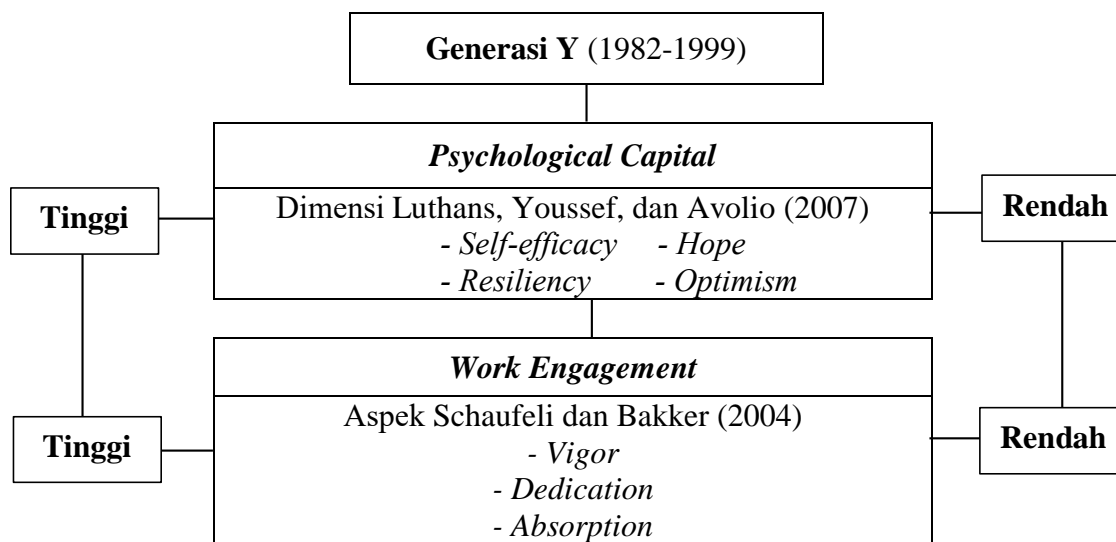 Generasi Y (1982-1999)
Psychological Capital
Tinggi
Dimensi Luthans, Youssef, dan Avolio (2007)
- Self-efficacy - Hope
- Resiliency - Optimism
Rendah
Work Engagement
Tinggi
Aspek Schaufeli dan Bakker (2004)
- Vigor
- Dedication
- Absorption
Rendah